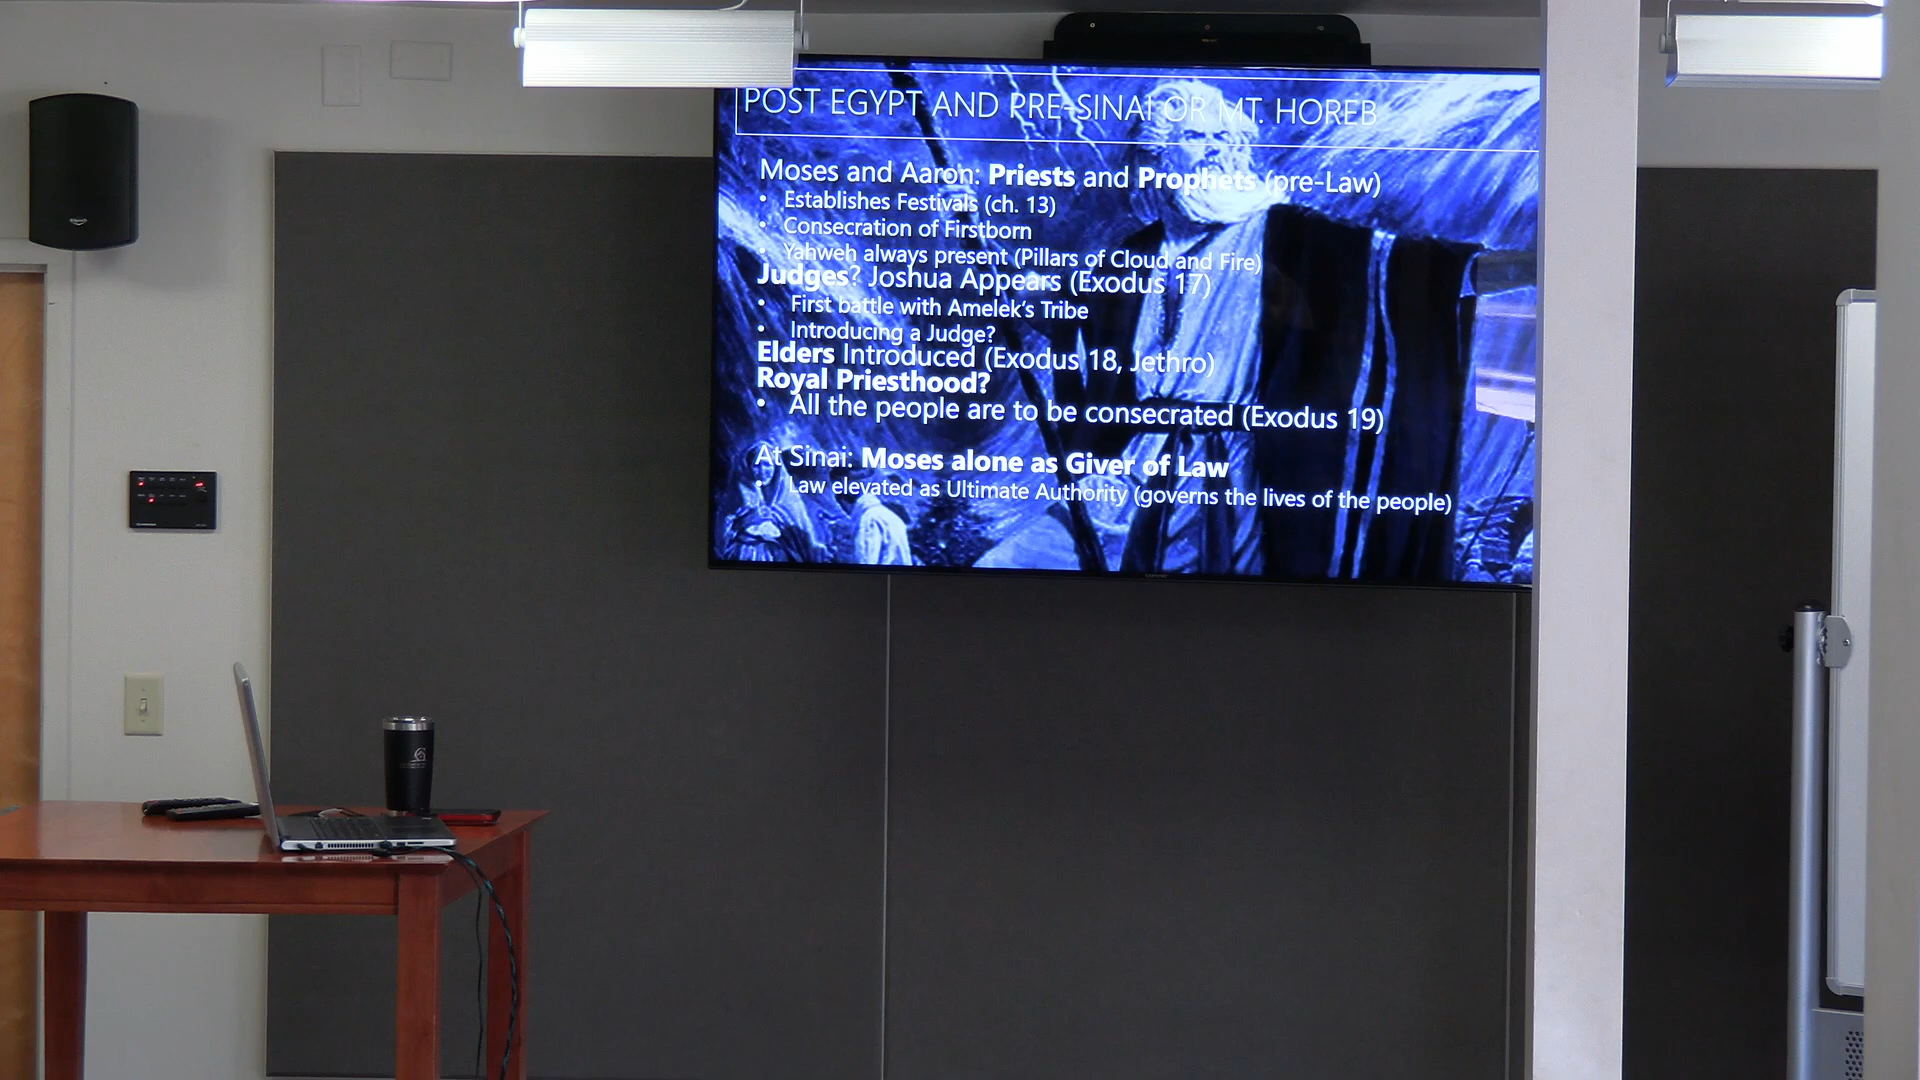 POST EGYPT AND PRE-SINAI OR MT. HOREB
Moses and Aaron: Priests and Prophets (pre-Law)
• Establishes Festivals (ch. 13)
• Consecration of Firstborn
• Yahweh always present (Pillars of Cloud and Fire)
Judges? Joshua Appears (Exodus 17)
• First battle with Amelek's Tribe
• Introducing a Judge?
Elders Introduced (Exodus 18, Jethro)
Royal Priesthood?
• All the people are to be consecrated (Exodus 19)
At Sinai: Moses alone as Giver of Law
• Law elevated as Ultimate Authority (governs the lives of the people)